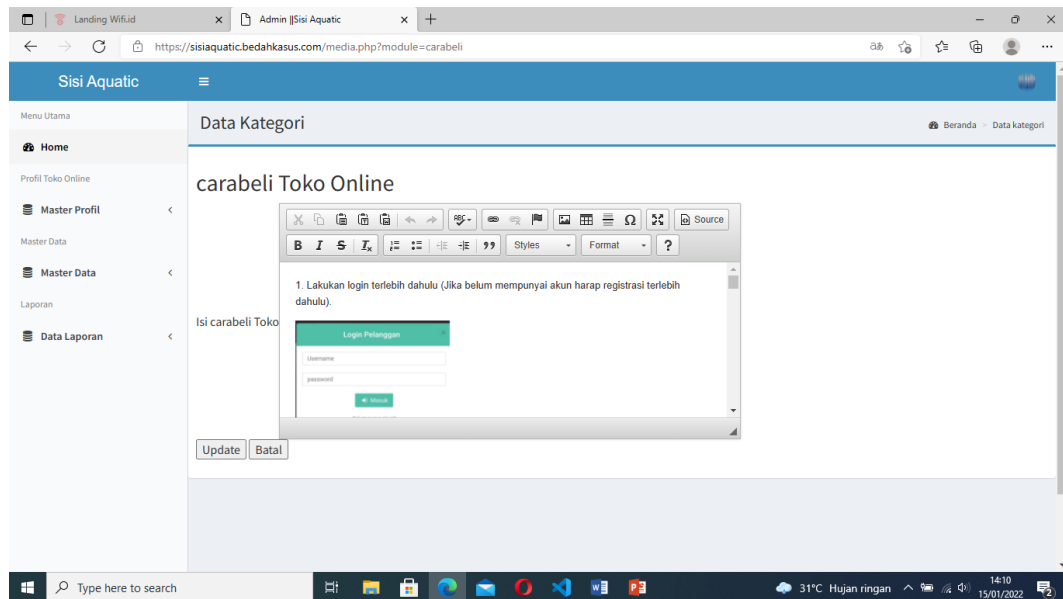 Landing Wifi.id
Admin ||Sisi Aquatic
https://sisiaquatic.bedahkasus.com/media.php?module=carabeli
Sisi Aquatic
Menu Utama
Data Kategori
Beranda > Data kategori
Home
Profil Toko Online
carabeli Toko Online
Master Profil
Source
Master Data
B I S Ix Styles Format ?
Master Data
1. Lakukan login terlebih dahulu (Jika belum mempunyai akun harap registrasi terlebih
dahulu).
Laporan
Isi carabeli Toko
Data Laporan
Login Pelanggan
Username
password
Masuk
Update Batal
Type here to search
31°C Hujan ringan
14:10
15/01/2022